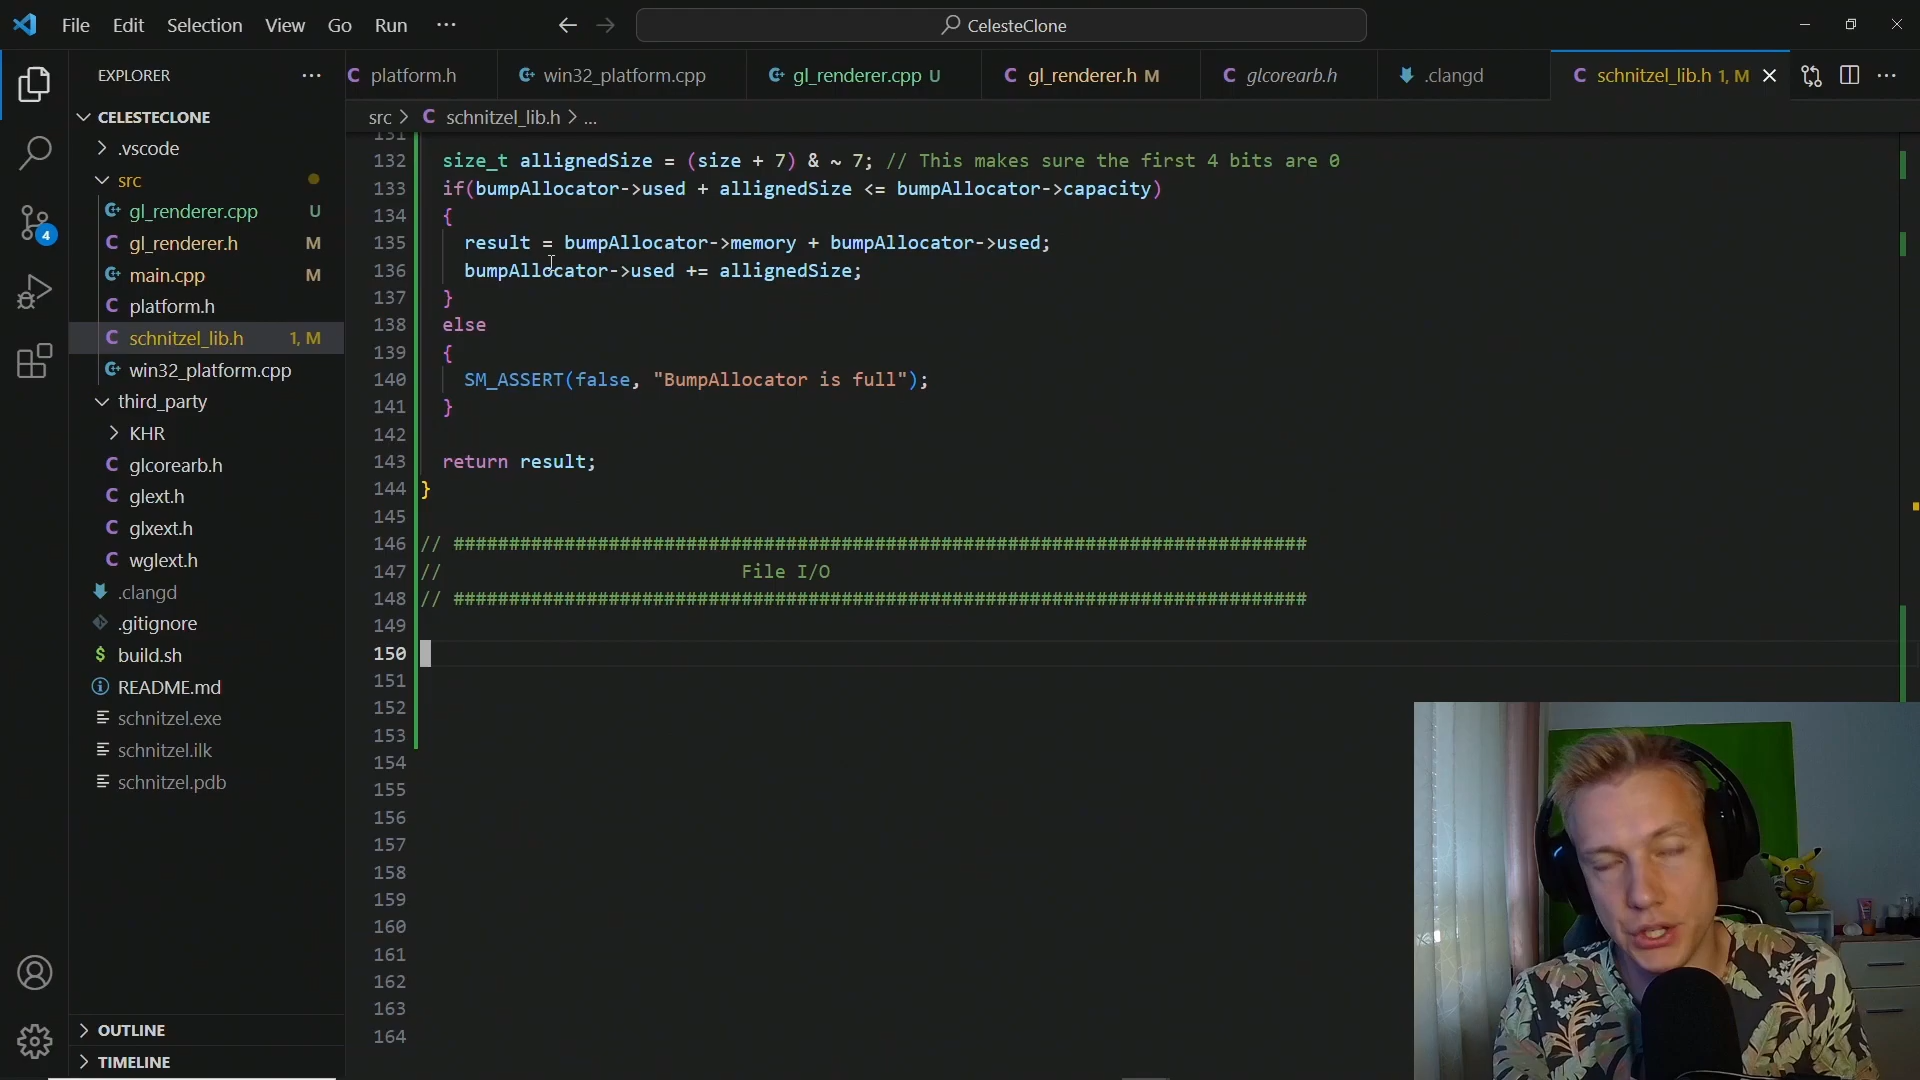 File Edit Selection View Go Run ··· CelesteClone
EXPLORER ···
CELESTECLONE
.vscode
src
gl_renderer.cpp U
gl_renderer.h M
main.cpp M
platform.h
schnitzel_lib.h 1, M
win32_platform.cpp
third_party
KHR
glcorearb.h
glext.h
glxext.h
wglext.h
.clangd
.gitignore
build.sh
README.md
schnitzel.exe
schnitzel.ilk
schnitzel.pdb
OUTLINE
TIMELINE
4
platform.h win32_platform.cpp gl_renderer.cpp U gl_renderer.h M glcorearb.h .clangd schnitzel_lib.h 1, M
src > C schnitzel_lib.h > ...
131
132 size_t allignedSize = (size + 7) & ~ 7; // This makes sure the first 4 bits are 0
133 if(bumpAllocator->used + allignedSize <= bumpAllocator->capacity)
134 {
135 result = bumpAllocator->memory + bumpAllocator->used;
136 bumpAllocator->used += allignedSize;
137 }
138 else
139 {
140 SM_ASSERT(false, "BumpAllocator is full");
141 }
142
143 return result;
144 }
145
146 // #############################################################################
147 // File I/O
148 // #############################################################################
149
150
151
152
153
154
155
156
157
158
159
160
161
162
163
164